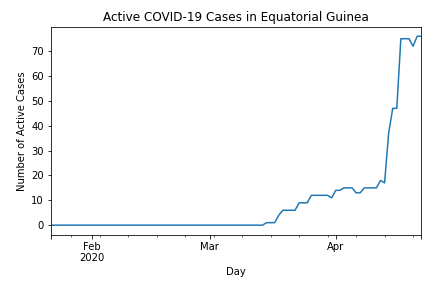 Active COVID-19 Cases in Equatorial Guinea
Number of Active Cases
70
60
50
40
30
20
10
0
Feb
2020
Mar
Apr
Day